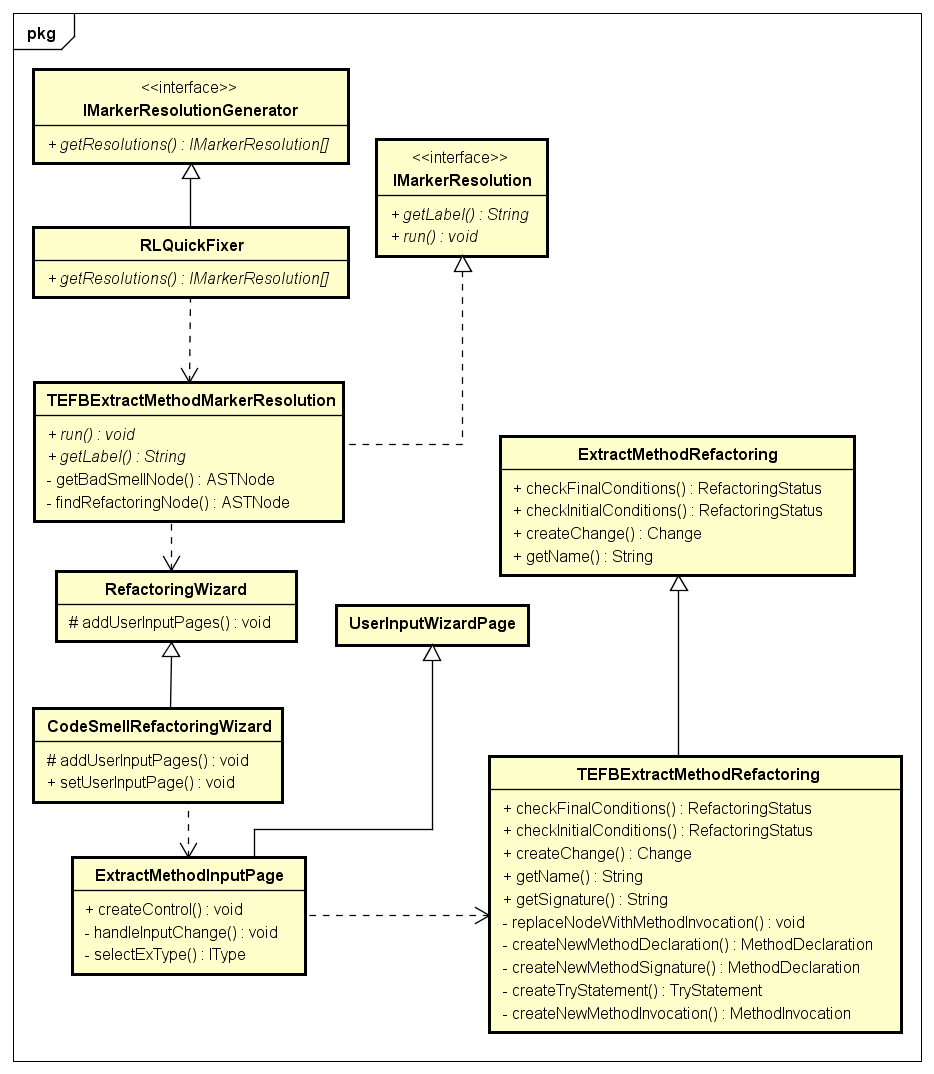 pkg
<<interface>>
IMarkerResolutionGenerator
+ getResolutions() : IMarkerResolution[]
<<interface>>
IMarkerResolution
+ getLabel() : String
+ run() : void
RLQuickFixer
+ getResolutions() : IMarkerResolution[]
TEFBExtractMethodMarkerResolution
+ run() : void
+ getLabel() : String
- getBadSmellNode() : ASTNode
- findRefactoringNode() : ASTNode
ExtractMethodRefactoring
+ checkFinalConditions() : RefactoringStatus
+ checkInitialConditions() : RefactoringStatus
+ createChange() : Change
+ getName() : String
RefactoringWizard
# addUserInputPages() : void
UserInputWizardPage
CodeSmellRefactoringWizard
# addUserInputPages() : void
+ setUserInputPage() : void
ExtractMethodInputPage
+ createControl() : void
- handleInputChange() : void
- selectExType() : IType
TEFBExtractMethodRefactoring
+ checkFinalConditions() : RefactoringStatus
+ checkInitialConditions() : RefactoringStatus
+ createChange() : Change
+ getName() : String
+ getSignature() : String
- replaceNodeWithMethodInvocation() : void
- createNewMethodDeclaration() : MethodDeclaration
- createNewMethodSignature() : MethodDeclaration
- createTryStatement() : TryStatement
- createNewMethodInvocation() : MethodInvocation